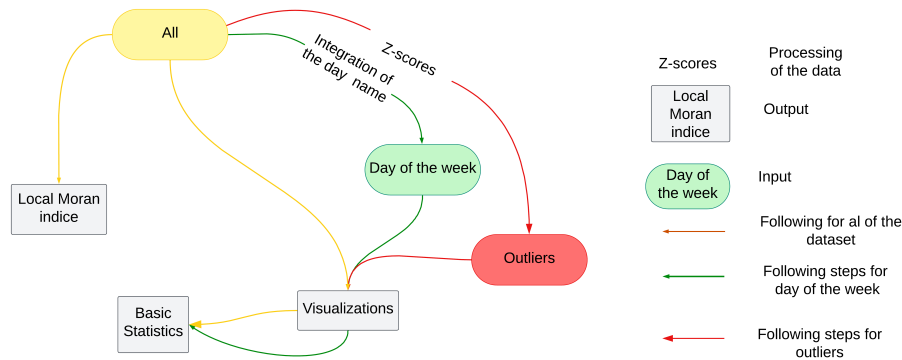 All
Integration of
the day name
Z-scores
Day of the week
Local Moran
indice
Outliers
Visualizations
Basic
Statistics
Z-scores
Processing
of the data
Local
Moran
indice
Output
Day of
the week
Input
Following for al of the
dataset
Following steps for
day of the week
Following steps for
outliers